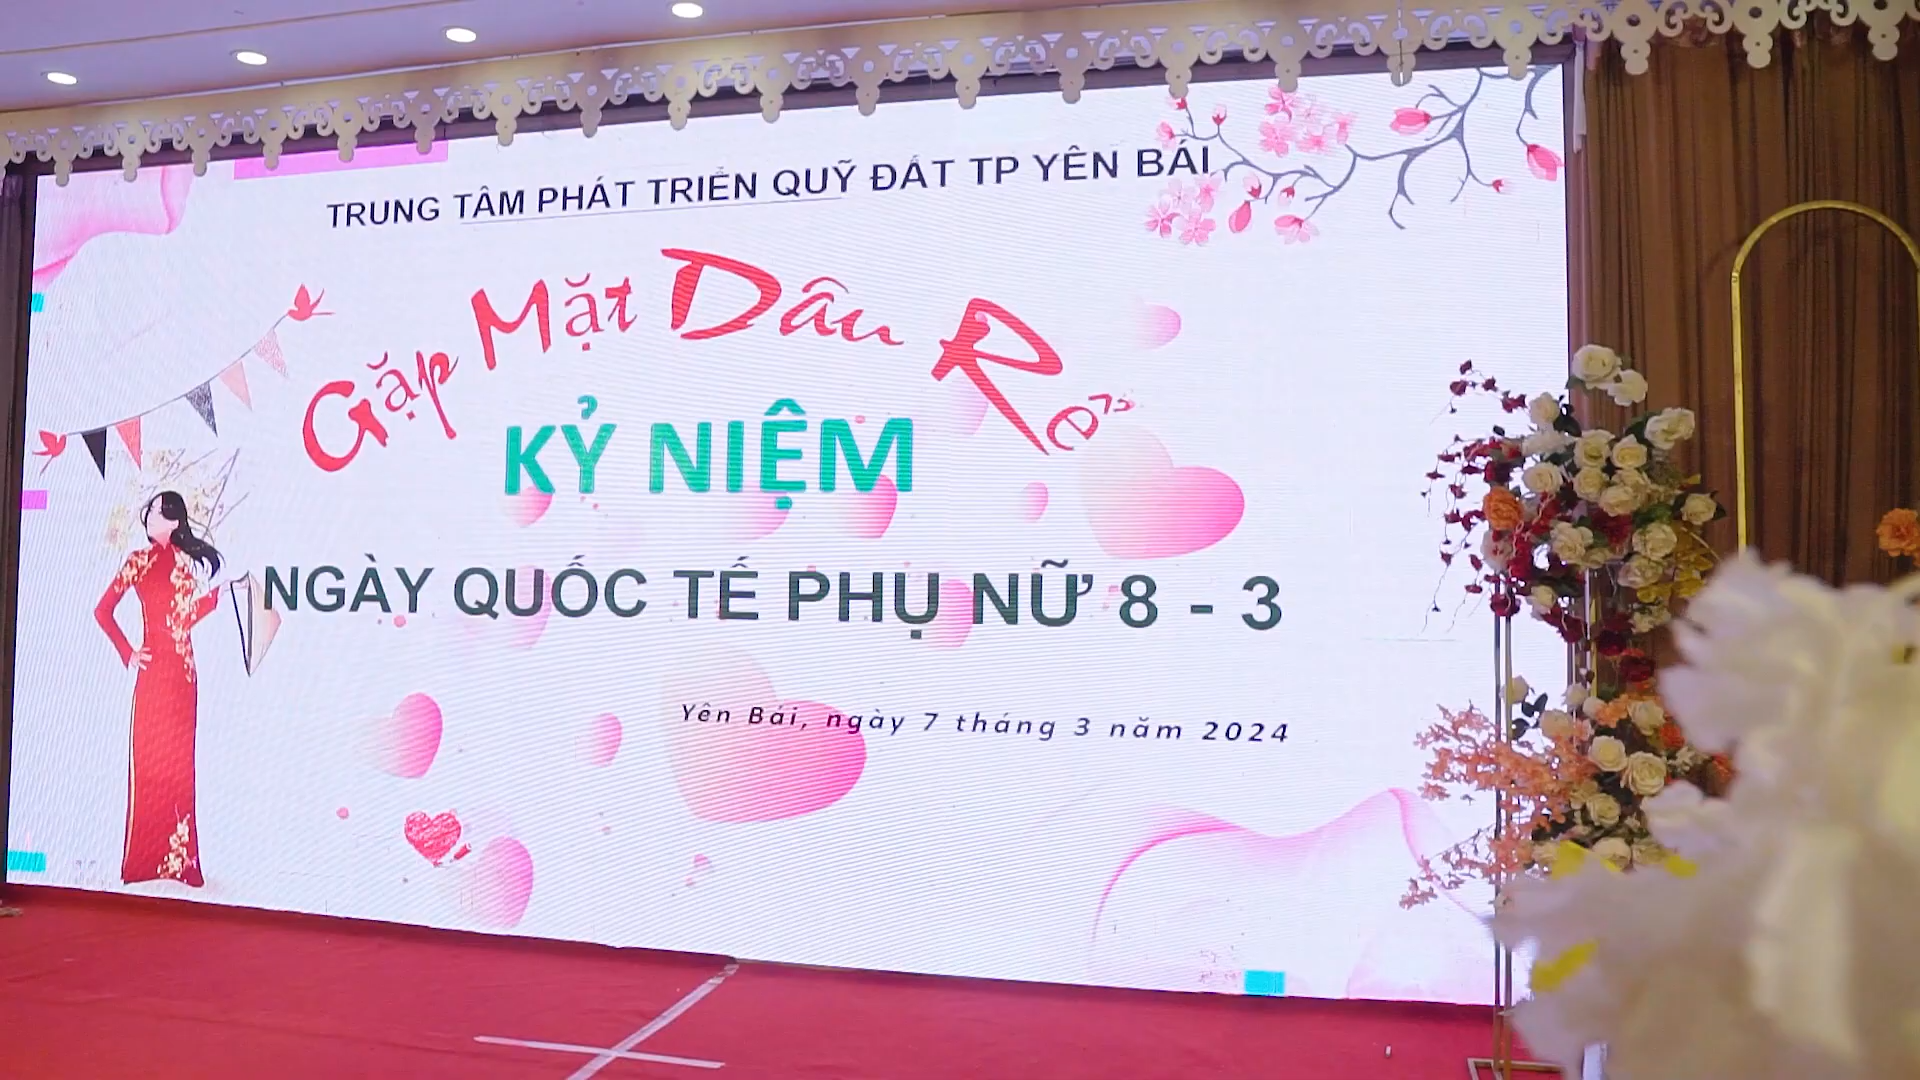 TRUNG TÂM PHÁT TRIỂN QUỸ ĐẤT TP YÊN BÁI
Gặp Mặt Dâu Rể
KỶ NIỆM
NGÀY QUỐC TẾ PHỤ NỮ 8 - 3
Yên Bái, ngày 7 tháng 3 năm 2024